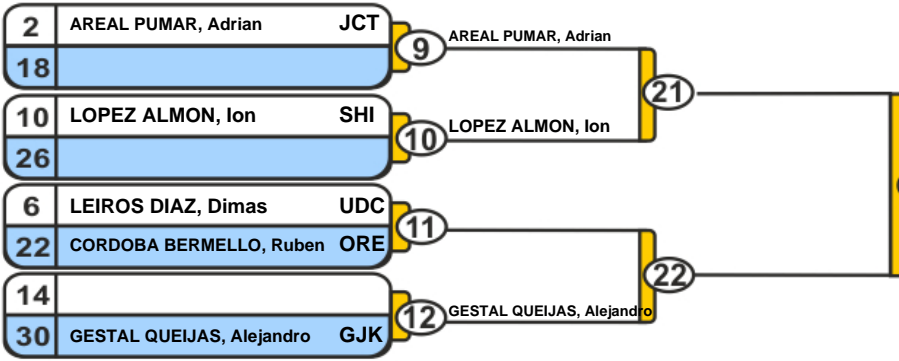 2 AREAL PUMAR, Adrian JCT
18
9 AREAL PUMAR, Adrian
10 LOPEZ ALMON, Ion SHI
26
10 LOPEZ ALMON, Ion
21
6 LEIROS DIAZ, Dimas UDC
22 CORDOBA BERMELLO, Ruben ORE
11
14
30 GESTAL QUEIJAS, Alejandro GJK
12 GESTAL QUEIJAS, Alejandro
22